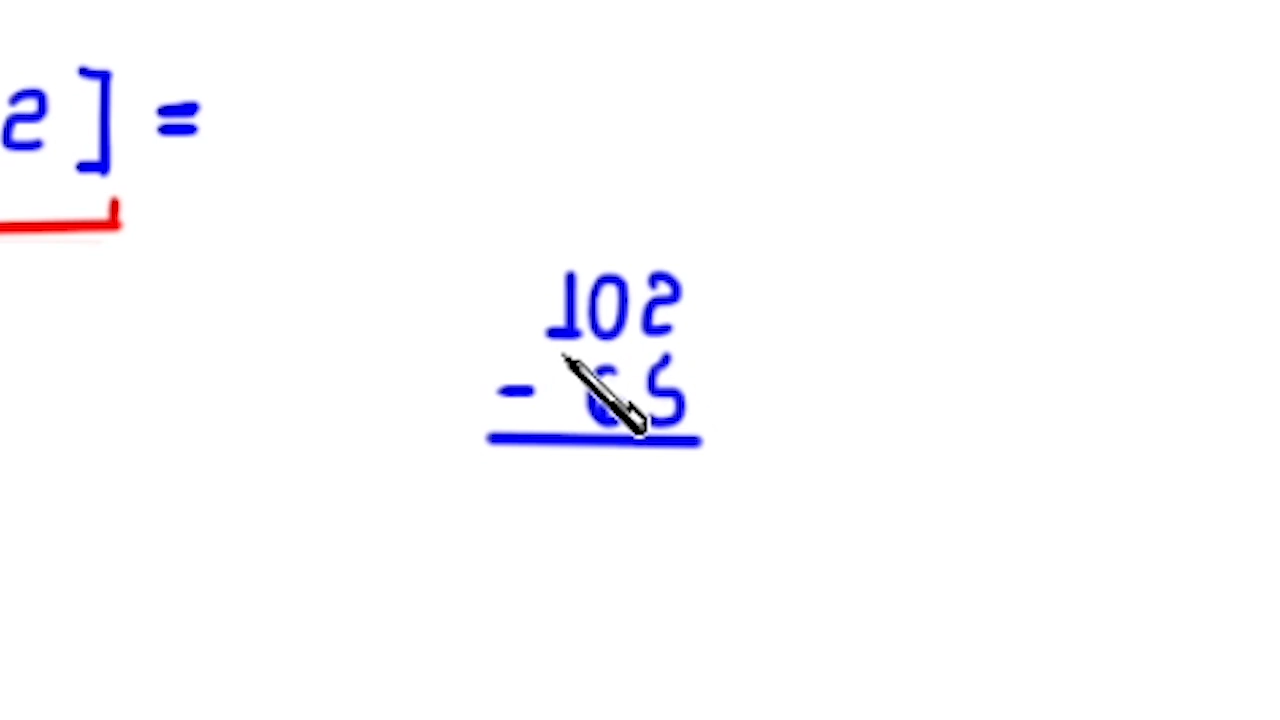 2 ] =
102
- 65